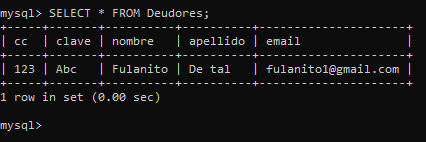 mysql> SELECT * FROM Deudores;
+-----+-------+----------+----------+---------------------+
| cc  | clave | nombre   | apellido | email               |
+-----+-------+----------+----------+---------------------+
| 123 | Abc   | Fulanito | De tal   | fulanito1@gmail.com |
+-----+-------+----------+----------+---------------------+
1 row in set (0.00 sec)
mysql>